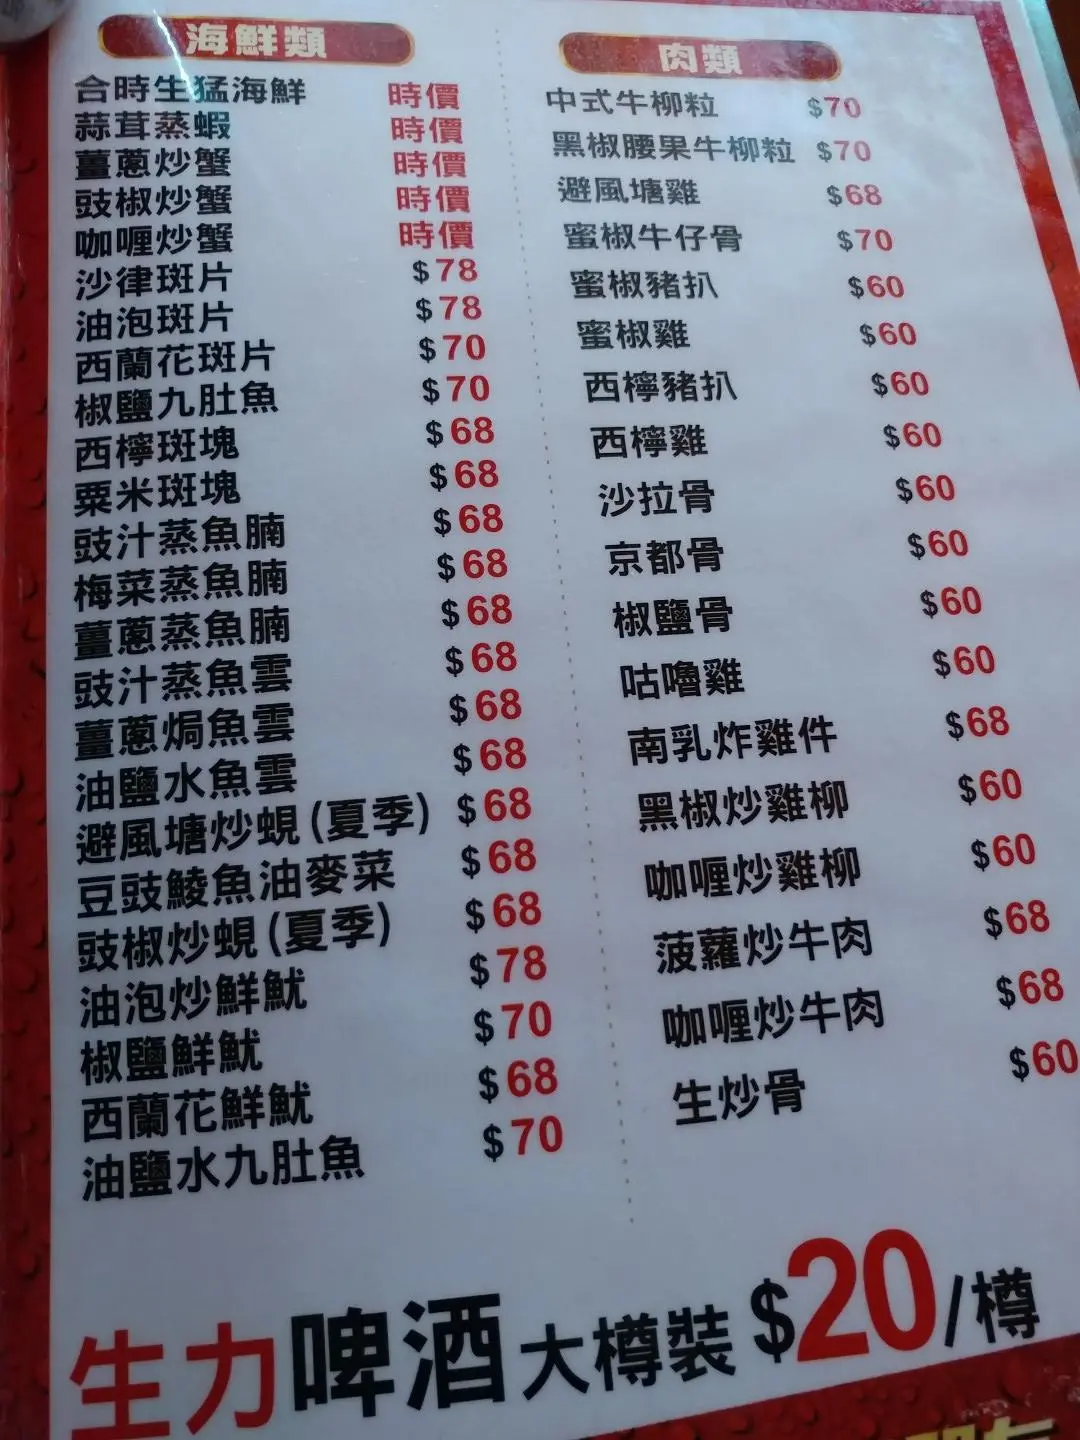 海鮮類
合時生猛海鮮 時價
蒜茸蒸蝦 時價
薑蔥炒蟹 時價
豉椒炒蟹 時價
咖喱炒蟹 時價
沙律斑片 $78
油泡斑片 $78
西蘭花斑片 $70
椒鹽九肚魚 $70
西檸斑塊 $68
粟米斑塊 $68
豉汁蒸魚腩 $68
梅菜蒸魚腩 $68
薑蔥蒸魚腩 $68
豉汁蒸魚雲 $68
薑蔥焗魚雲 $68
油鹽水魚雲 $68
避風塘炒蜆(夏季) $68
豆豉鯪魚油麥菜 $68
豉椒炒蜆(夏季) $68
油泡炒鮮魷 $78
椒鹽鮮魷 $70
西蘭花鮮魷 $68
油鹽水九肚魚 $70
肉類
中式牛柳粒 $70
黑椒腰果牛柳粒 $70
避風塘雞 $68
蜜椒牛仔骨 $70
蜜椒豬扒 $60
蜜椒雞 $60
西檸豬扒 $60
西檸雞 $60
沙拉骨 $60
京都骨 $60
椒鹽骨 $60
咕嚕雞 $60
南乳炸雞件 $68
黑椒炒雞柳 $60
咖喱炒雞柳 $60
菠蘿炒牛肉 $68
咖喱炒牛肉 $68
生炒骨 $60
生力啤酒大樽裝 $20/樽